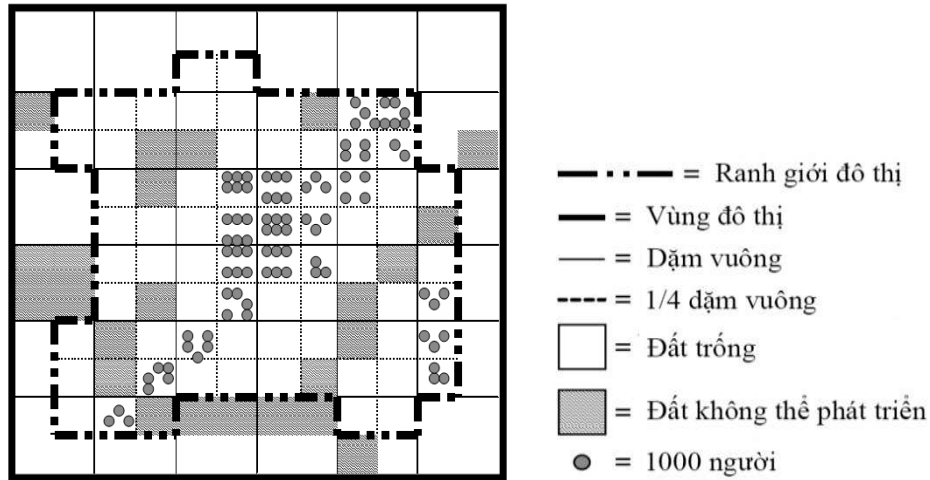 = Ranh giới đô thị
= Vùng đô thị
= Dặm vuông
= 1/4 dặm vuông
= Đất trống
= Đất không thể phát triển
= 1000 người